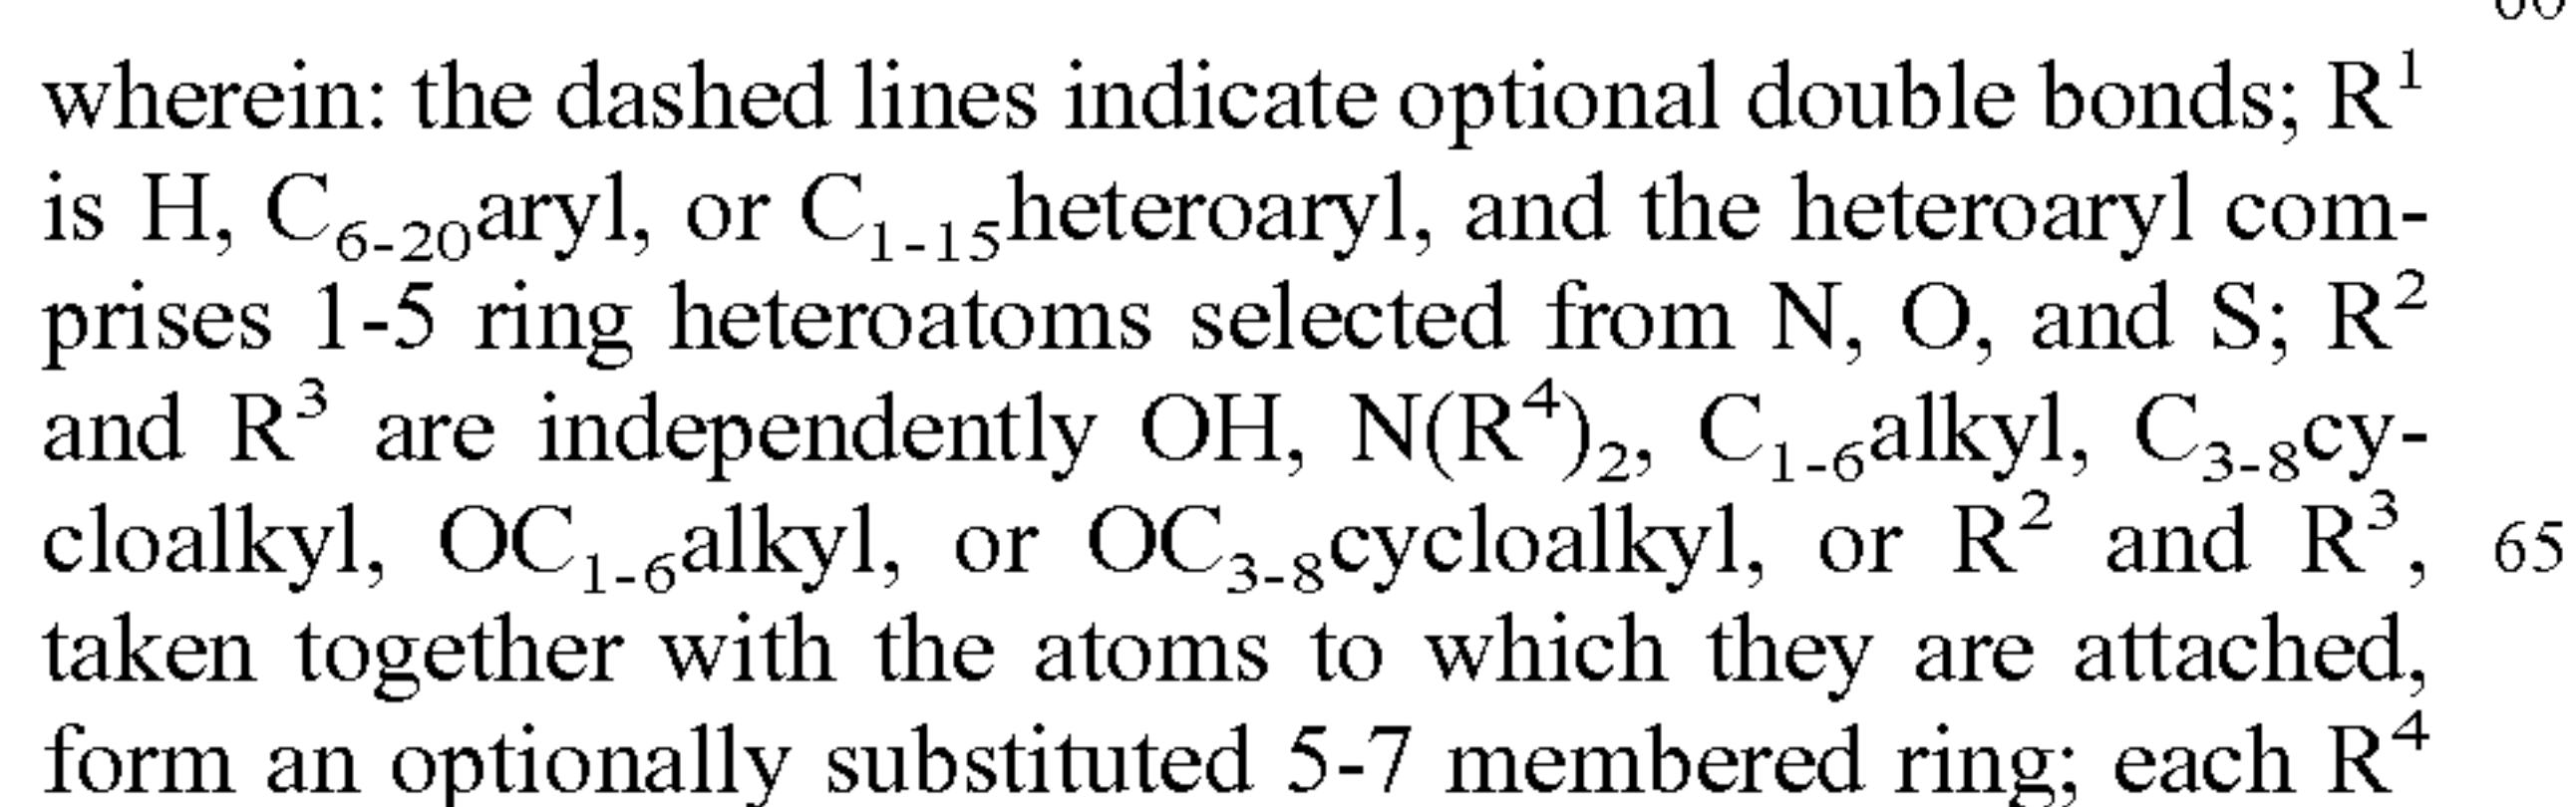 wherein: the dashed lines indicate optional double bonds; R¹
is H, C₆₋₂₀aryl, or C₁₋₁₅heteroaryl, and the heteroaryl com-
prises 1-5 ring heteroatoms selected from N, O, and S; R²
and R³ are independently OH, N(R⁴)₂, C₁₋₆alkyl, C₃₋₈cy-
cloalkyl, OC₁₋₆alkyl, or OC₃₋₈cycloalkyl, or R² and R³, 65
taken together with the atoms to which they are attached,
form an optionally substituted 5-7 membered ring; each R⁴